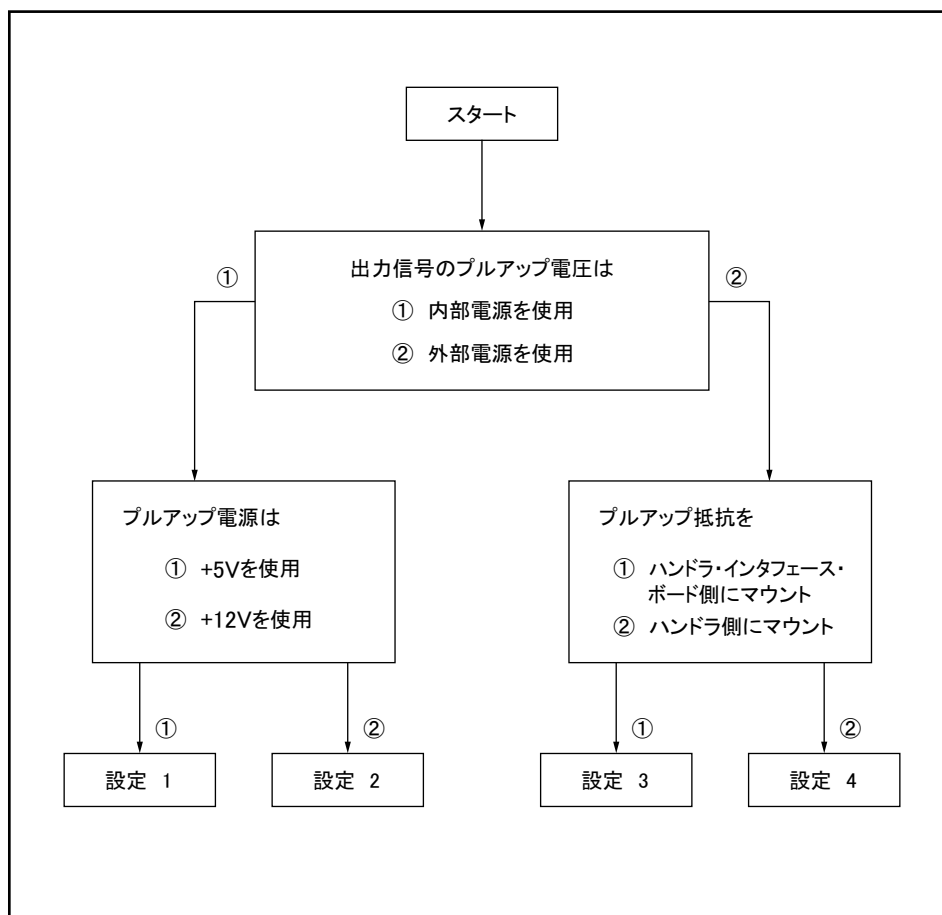 スタート
出力信号のプルアップ電圧は
① 内部電源を使用
② 外部電源を使用
①
②
プルアップ電源は
① +5Vを使用
② +12Vを使用
プルアップ抵抗を
① ハンドラ・インタフェース・
ボード側にマウント
② ハンドラ側にマウント
①
②
①
②
設定 1
設定 2
設定 3
設定 4